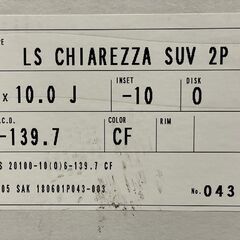 LS CHIAREZZA SUV 2P
INSET DISK
x 10.0 J -10 0
C.D. COLOR RIM
-139.7 CF
S 20100-10(0)6-139.7 CF
05 SAK 180601P043-003 No. 043